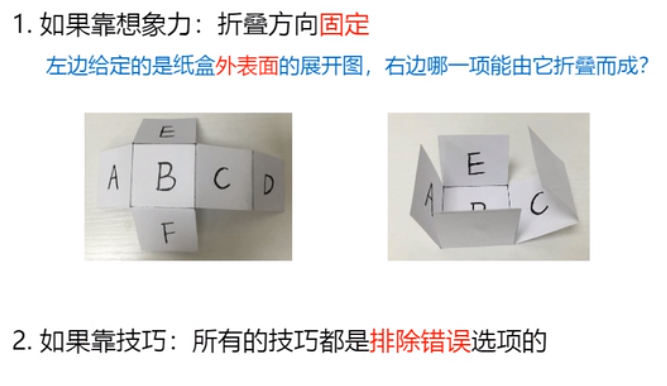 1. 如果靠想象力：折叠方向固定
左边给定的是纸盒外表面的展开图，右边哪一项能由它折叠而成？
E
A B C D
F
E
A B C
2. 如果靠技巧：所有的技巧都是排除错误选项的